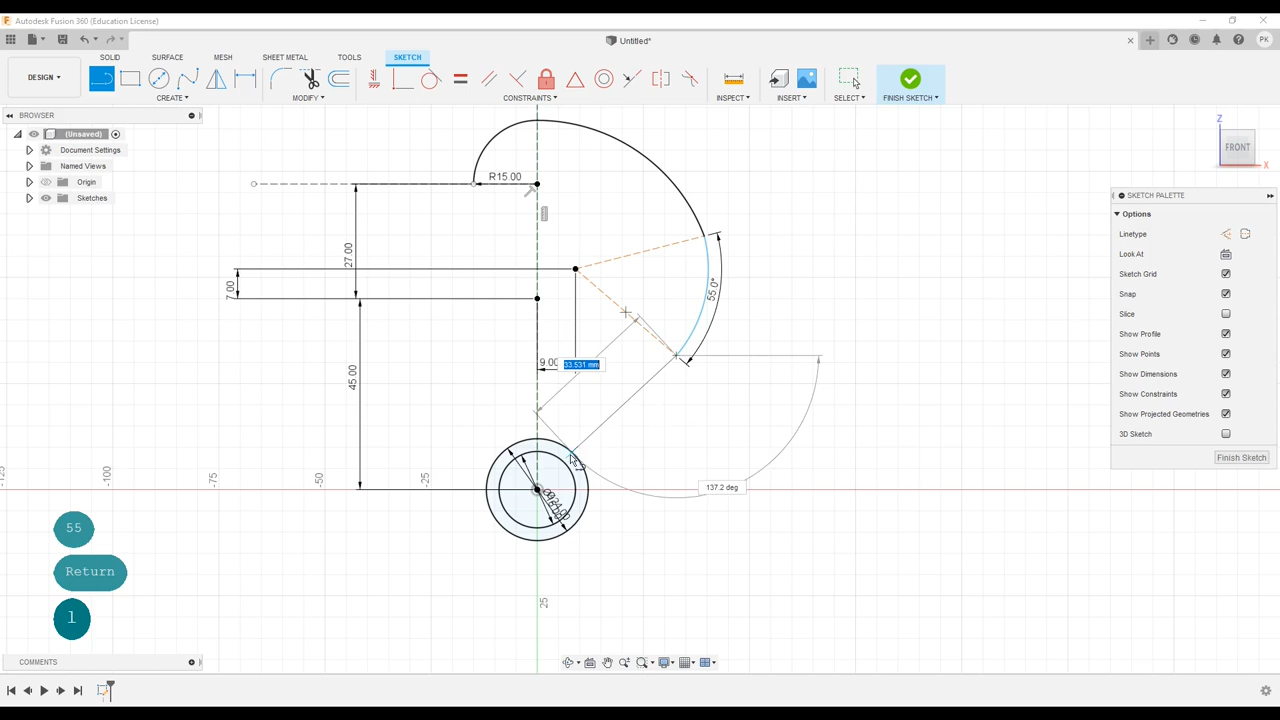 Autodesk Fusion 360 (Education License)
Untitled*
PK
DESIGN
SOLID
SURFACE
MESH
SHEET METAL
TOOLS
SKETCH
CREATE
MODIFY
CONSTRAINTS
INSPECT
INSERT
SELECT
FINISH SKETCH
BROWSER
(Unsaved)
Document Settings
Named Views
Origin
Sketches
Z
FRONT
X
SKETCH PALETTE
Options
Linetype
Look At
Sketch Grid
Snap
Slice
Show Profile
Show Points
Show Dimensions
Show Constraints
Show Projected Geometries
3D Sketch
Finish Sketch
R15.00
27.00
7.00
55.0°
9.00
33.531 mm
45.00
-125
-100
-75
-50
-25
137.2 deg
25
55
Return
l
COMMENTS